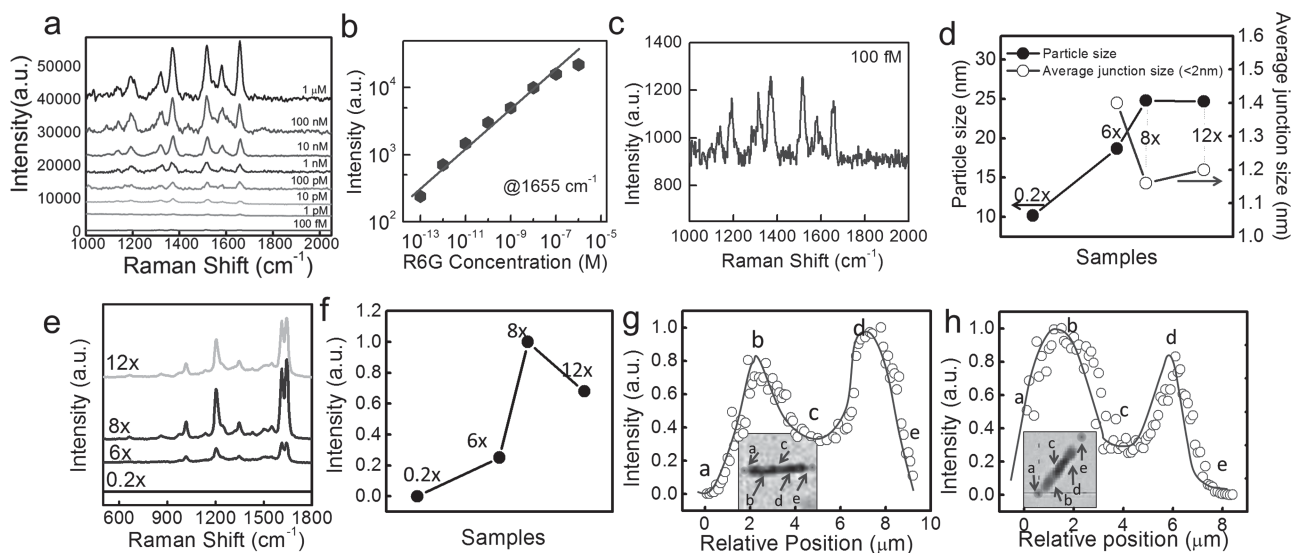 a
50000
40000
30000
20000
10000
0
1000 1200 1400 1600 1800 2000
Intensity(a.u.)
Raman Shift (cm⁻¹)
1 μM
100 nM
10 nM
1 nM
100 pM
10 pM
1 pM
100 fM
b
10⁴
10³
10²
10⁻¹³ 10⁻¹¹ 10⁻⁹ 10⁻⁷ 10⁻⁵
Intensity (a.u.)
R6G Concentration (M)
@1655 cm⁻¹
c
1400
1200
1000
800
1000 1200 1400 1600 1800 2000
Intensity (a.u.)
Raman Shift (cm⁻¹)
100 fM
d
30
25
20
15
10
Particle size (nm)
Particle size
Average junction size (<2nm)
0.2x
6x
8x
12x
1.6
1.5
1.4
1.3
1.2
1.1
1.0
Average junction size (nm)
Samples
e
12x
8x
6x
0.2x
600 900 1200 1500 1800
Intensity (a.u.)
Raman Shift (cm⁻¹)
f
1.2
1.0
0.8
0.6
0.4
0.2
0.0
Intensity (a.u.)
0.2x
6x
8x
12x
Samples
g
1.0
0.8
0.6
0.4
0.2
0.0
0 2 4 6 8 10
Intensity (a.u.)
Relative Position (μm)
a
b
c
d
e
a
c
b
d
e
h
1.0
0.8
0.6
0.4
0.2
0.0
0 2 4 6 8
Intensity (a.u.)
Relative position (μm)
a
b
c
d
e
c
a
e
d
b